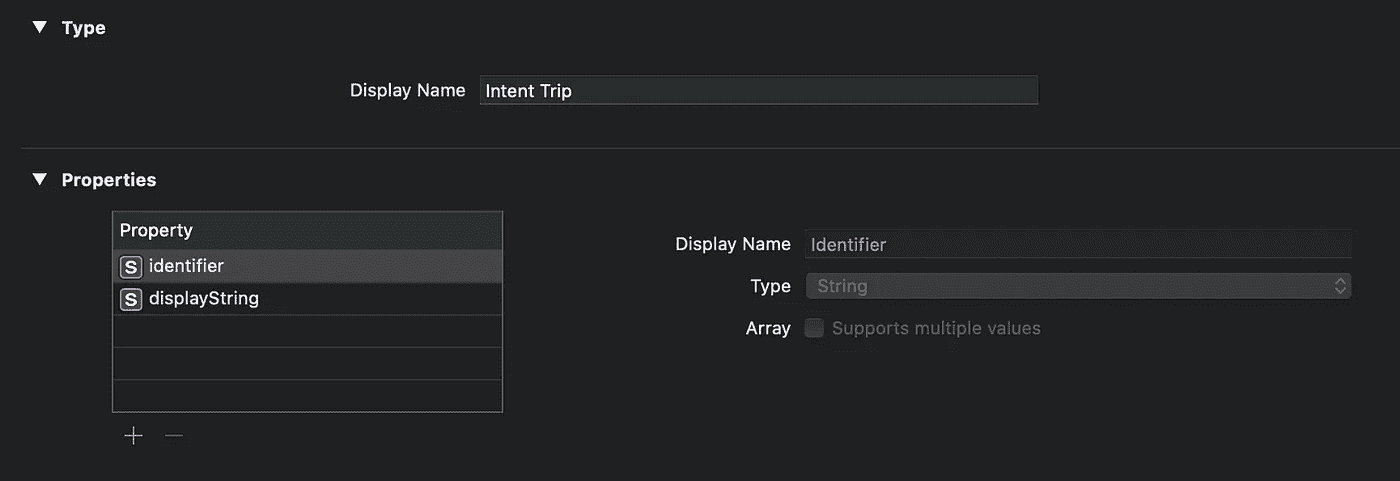 Type
Display Name Intent Trip
Properties
Property
S identifier
S displayString
Display Name Identifier
Type String
Array Supports multiple values